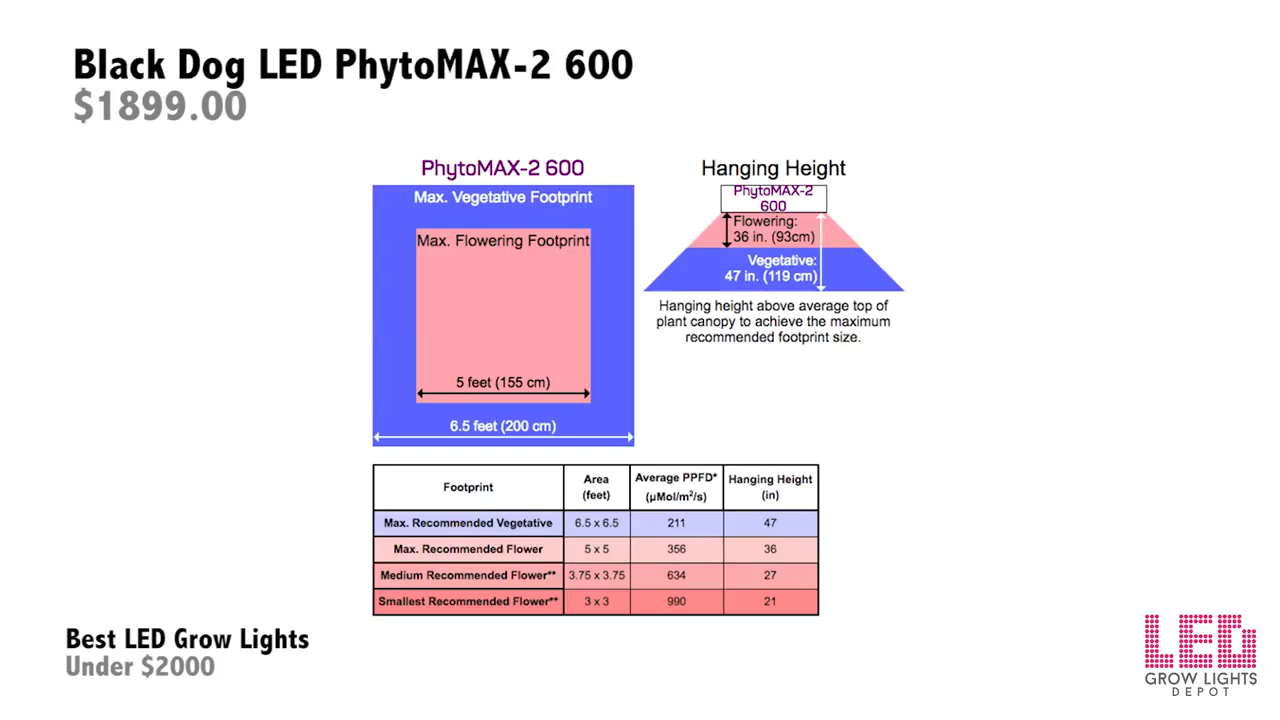 Black Dog LED PhytoMAX-2 600
$1899.00
PhytoMAX-2 600
Max. Vegetative Footprint
Max. Flowering Footprint
5 feet (155 cm)
6.5 feet (200 cm)
Hanging Height
PhytoMAX-2
600
Flowering:
36 in. (93cm)
Vegetative:
47 in. (119 cm)
Hanging height above average top of
plant canopy to achieve the maximum
recommended footprint size.
Footprint Area (feet) Average PPFD* (µMol/m²/s) Hanging Height (in)
Max. Recommended Vegetative 6.5 x 6.5 211 47
Max. Recommended Flower 5 x 5 356 36
Medium Recommended Flower** 3.75 x 3.75 634 27
Smallest Recommended Flower** 3 x 3 990 21
Best LED Grow Lights
Under $2000
LED
GROW LIGHTS
DEPOT